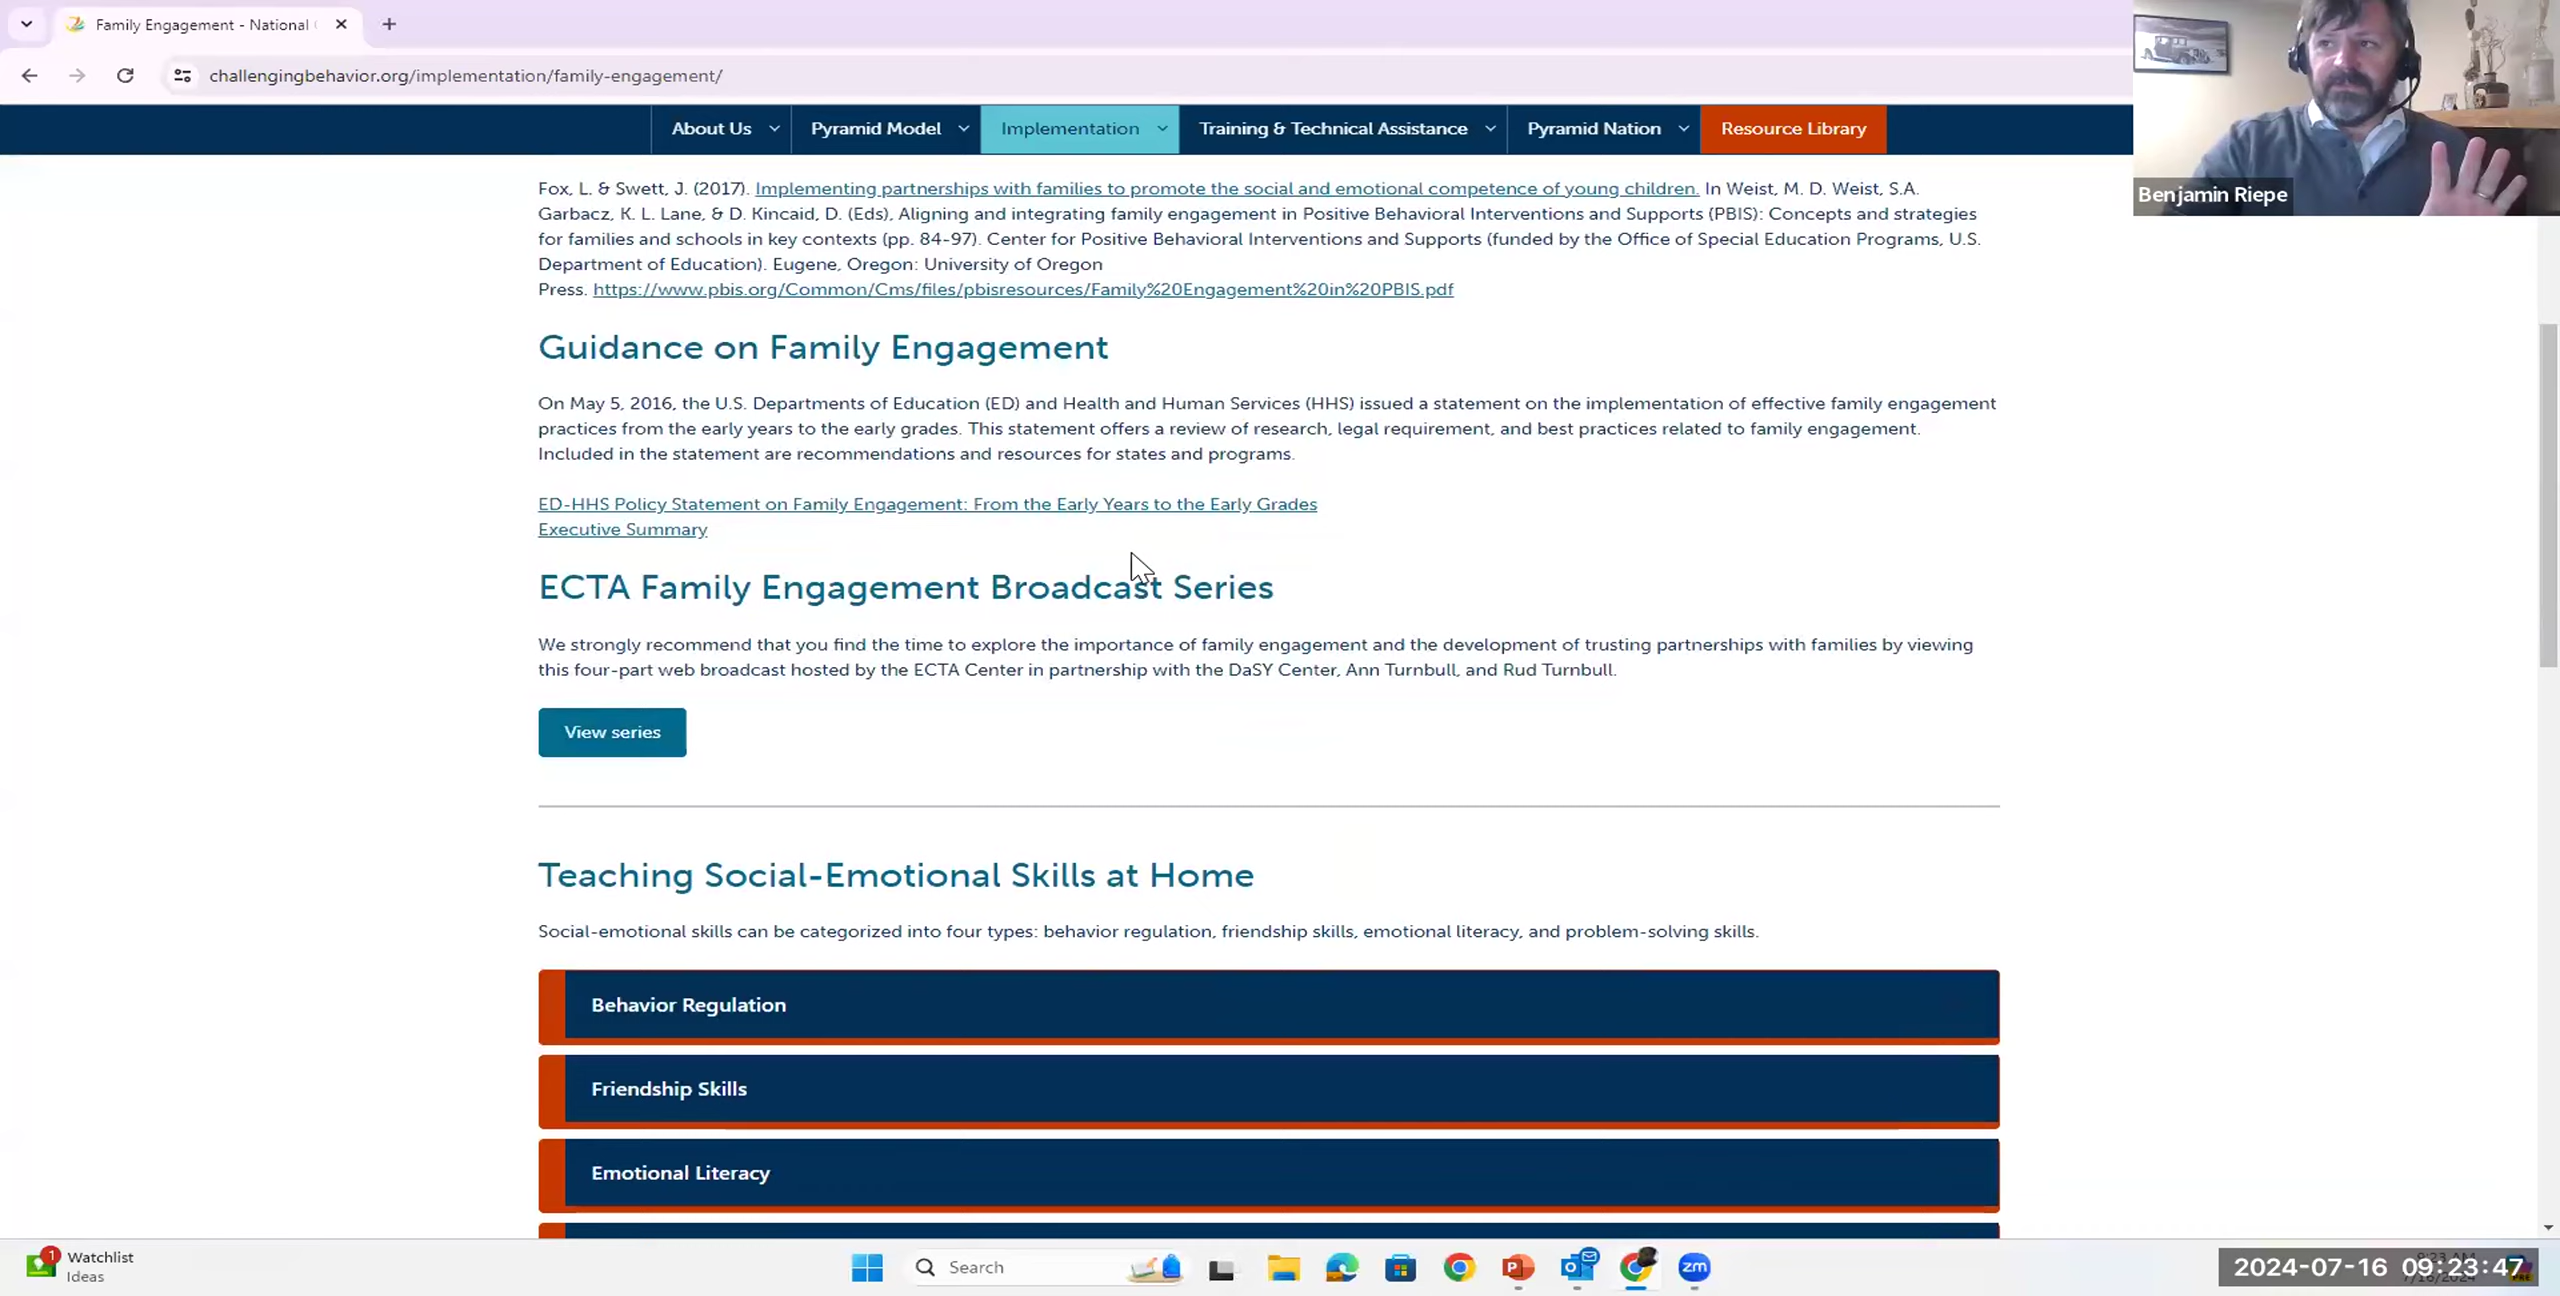 Family Engagement - National
challengingbehavior.org/implementation/family-engagement/
About Us
Pyramid Model
Implementation
Training & Technical Assistance
Pyramid Nation
Resource Library
Benjamin Riepe
Fox, L. & Swett, J. (2017). Implementing partnerships with families to promote the social and emotional competence of young children. In Weist, M. D. Weist, S.A.
Garbacz, K. L. Lane, & D. Kincaid, D. (Eds), Aligning and integrating family engagement in Positive Behavioral Interventions and Supports (PBIS): Concepts and strategies
for families and schools in key contexts (pp. 84-97). Center for Positive Behavioral Interventions and Supports (funded by the Office of Special Education Programs, U.S.
Department of Education). Eugene, Oregon: University of Oregon
Press. https://www.pbis.org/Common/Cms/files/pbisresources/Family%20Engagement%20in%20PBIS.pdf
Guidance on Family Engagement
On May 5, 2016, the U.S. Departments of Education (ED) and Health and Human Services (HHS) issued a statement on the implementation of effective family engagement
practices from the early years to the early grades. This statement offers a review of research, legal requirement, and best practices related to family engagement.
Included in the statement are recommendations and resources for states and programs.
ED-HHS Policy Statement on Family Engagement: From the Early Years to the Early Grades
Executive Summary
ECTA Family Engagement Broadcast Series
We strongly recommend that you find the time to explore the importance of family engagement and the development of trusting partnerships with families by viewing
this four-part web broadcast hosted by the ECTA Center in partnership with the DaSY Center, Ann Turnbull, and Rud Turnbull.
View series
Teaching Social-Emotional Skills at Home
Social-emotional skills can be categorized into four types: behavior regulation, friendship skills, emotional literacy, and problem-solving skills.
Behavior Regulation
Friendship Skills
Emotional Literacy
1
Watchlist
Ideas
Search
zm
2024-07-16 09:23:47